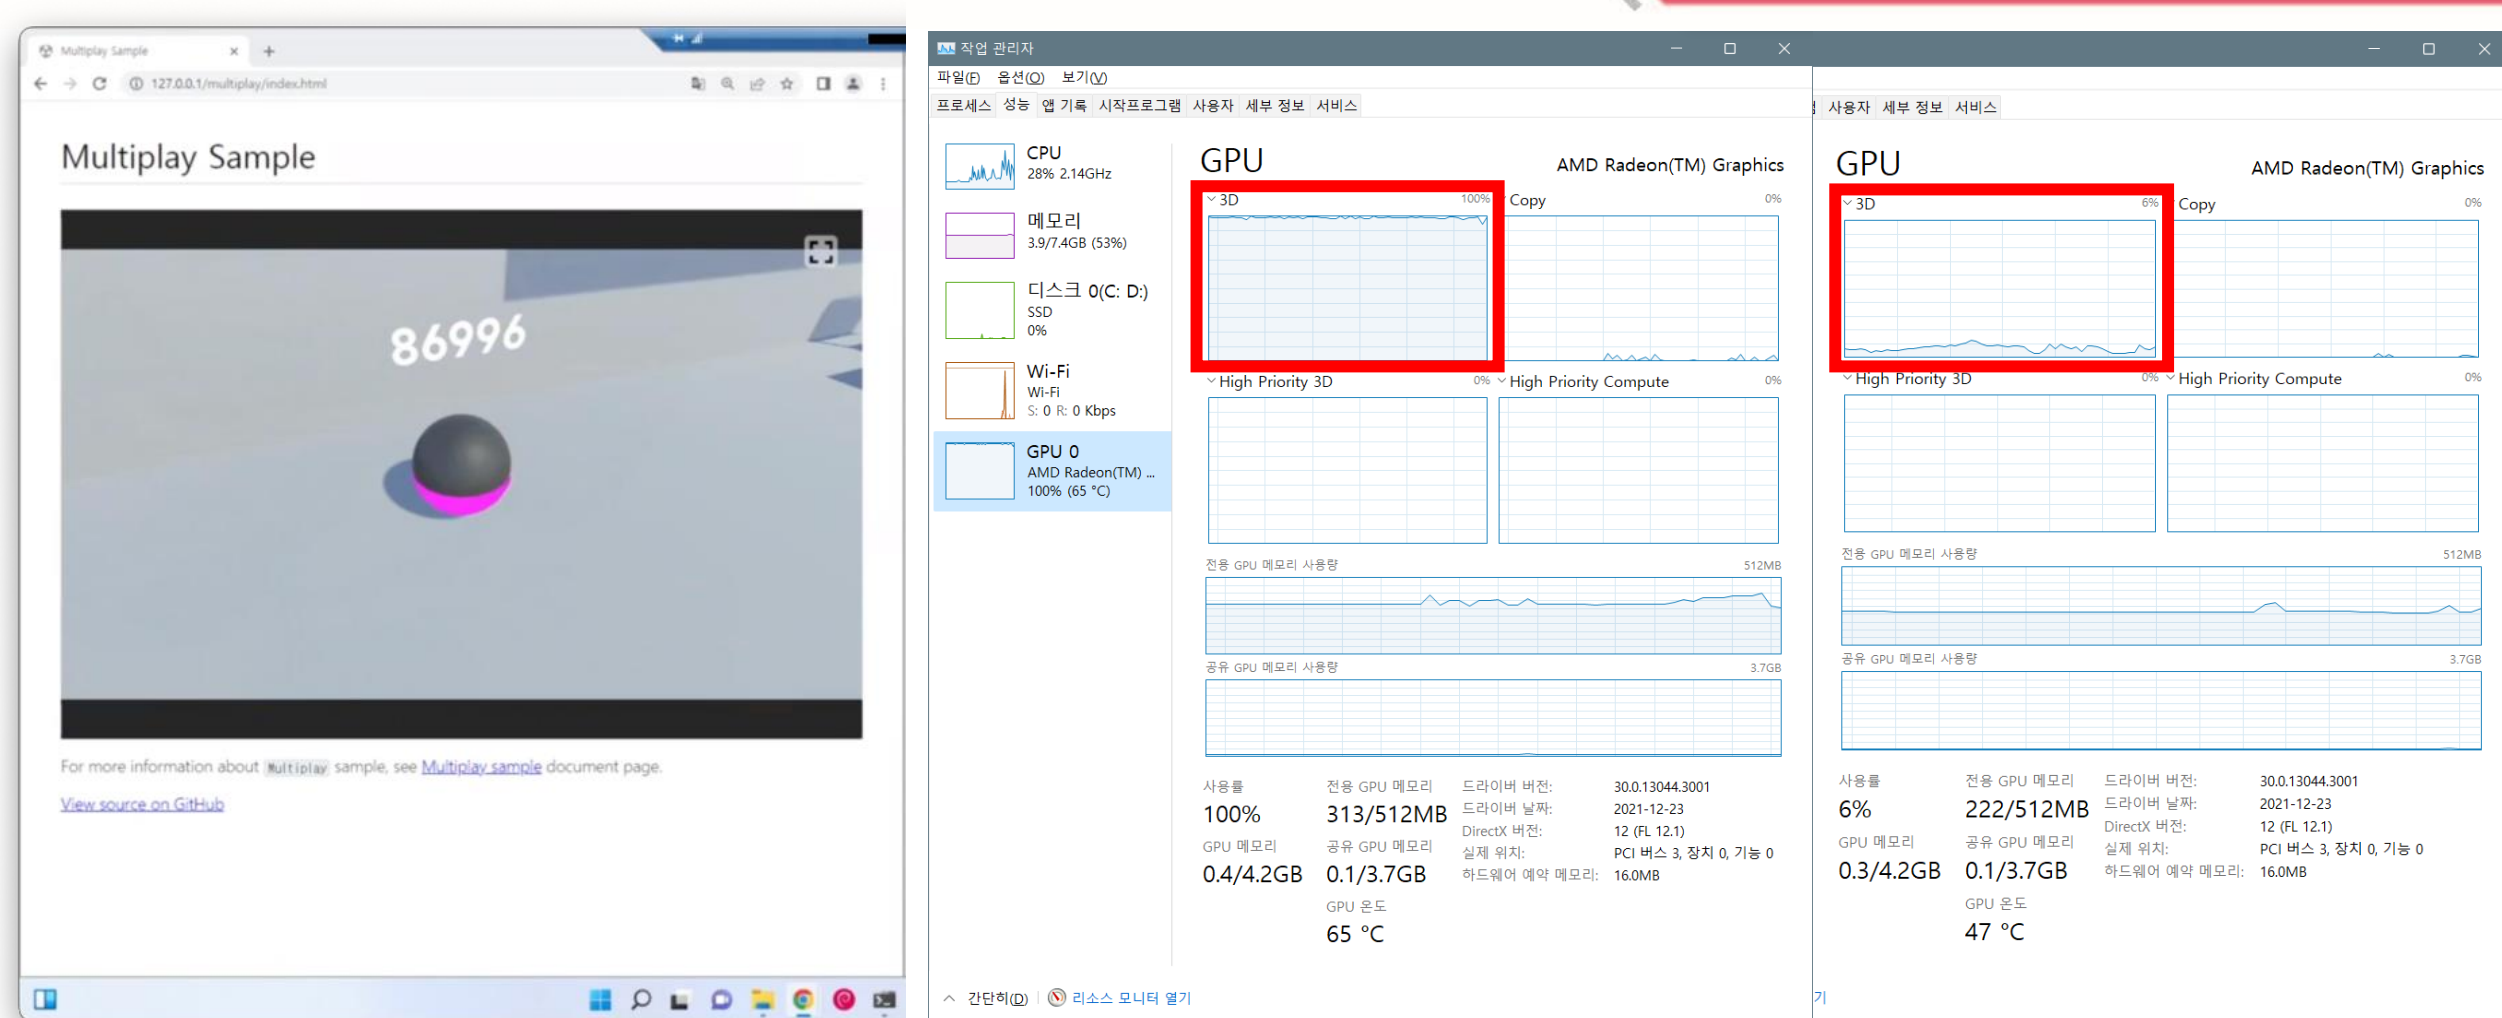 Multiplay Sample
127.0.0.1/multiplay/index.html
Multiplay Sample
86996
For more information about Multiplay sample, see Multiplay sample document page.
View source on GitHub
작업 관리자
파일(F) 옵션(O) 보기(V)
프로세스 성능 앱 기록 시작프로그램 사용자 세부 정보 서비스
CPU
28% 2.14GHz
메모리
3.9/7.4GB (53%)
디스크 0(C: D:)
SSD
0%
Wi-Fi
Wi-Fi
S: 0 R: 0 Kbps
GPU 0
AMD Radeon(TM) ...
100% (65 °C)
GPU AMD Radeon(TM) Graphics
3D 100% Copy 0%
High Priority 3D 0% High Priority Compute 0%
전용 GPU 메모리 사용량 512MB
공유 GPU 메모리 사용량 3.7GB
사용률 전용 GPU 메모리 드라이버 버전: 30.0.13044.3001
100% 313/512MB 드라이버 날짜: 2021-12-23
DirectX 버전: 12 (FL 12.1)
GPU 메모리 공유 GPU 메모리 실제 위치: PCI 버스 3, 장치 0, 기능 0
0.4/4.2GB 0.1/3.7GB 하드웨어 예약 메모리: 16.0MB
GPU 온도
65 °C
간단히(D) 리소스 모니터 열기
사용자 세부 정보 서비스
GPU AMD Radeon(TM) Graphics
3D 6% Copy 0%
High Priority 3D 0% High Priority Compute 0%
전용 GPU 메모리 사용량 512MB
공유 GPU 메모리 사용량 3.7GB
사용률 전용 GPU 메모리 드라이버 버전: 30.0.13044.3001
6% 222/512MB 드라이버 날짜: 2021-12-23
DirectX 버전: 12 (FL 12.1)
GPU 메모리 공유 GPU 메모리 실제 위치: PCI 버스 3, 장치 0, 기능 0
0.3/4.2GB 0.1/3.7GB 하드웨어 예약 메모리: 16.0MB
GPU 온도
47 °C
기